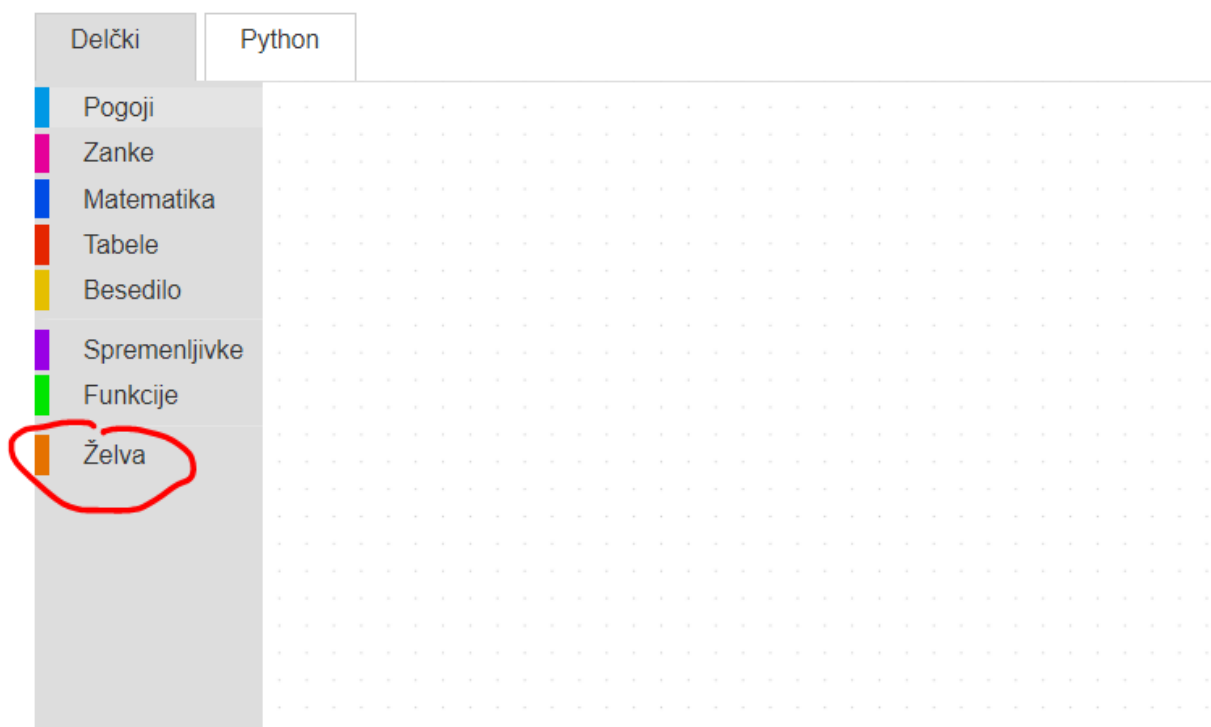 Delčki
Python
Pogoji
Zanke
Matematika
Tabele
Besedilo
Spremenljivke
Funkcije
Želva